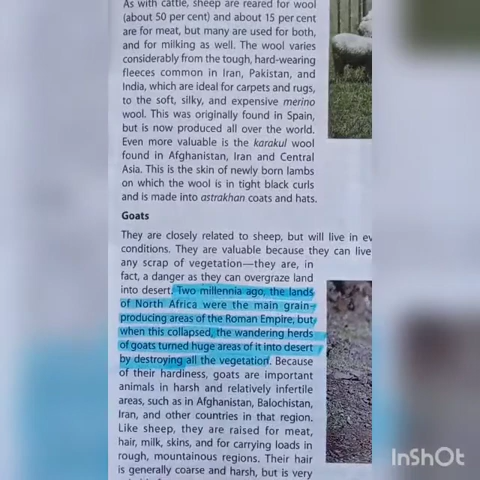 As with cattle, sheep are reared for wool
(about 50 per cent) and about 15 per cent
are for meat, but many are used for both,
and for milking as well. The wool varies
considerably from the tough, hard-wearing
fleeces common in Iran, Pakistan, and
India, which are ideal for carpets and rugs,
to the soft, silky, and expensive merino
wool. This was originally found in Spain,
but is now produced all over the world.
Even more valuable is the karakul wool
found in Afghanistan, Iran and Central
Asia. This is the skin of newly born lambs
on which the wool is in tight black curls
and is made into astrakhan coats and hats.
Goats
They are closely related to sheep, but will live in
conditions. They are valuable because they can live
any scrap of vegetation—they are, in
fact, a danger as they can overgraze land
into desert. Two millennia ago, the lands
of North Africa were the main grain-
producing areas of the Roman Empire, but
when this collapsed, the wandering herds
of goats turned huge areas of it into desert
by destroying all the vegetation. Because
of their hardiness, goats are important
animals in harsh and relatively infertile
areas, such as in Afghanistan, Balochistan,
Iran, and other countries in that region.
Like sheep, they are raised for meat,
hair, milk, skins, and for carrying loads in
rough, mountainous regions. Their hair
is generally coarse and harsh, but is very
InShOt